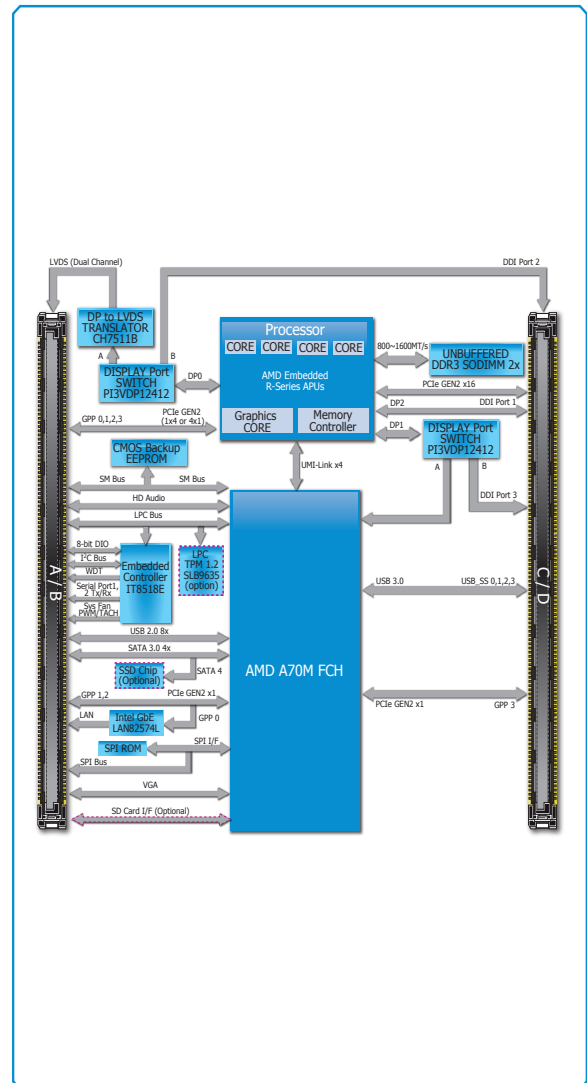 LVDS (Dual Channel)
DDI Port 2
DP to LVDS
TRANSLATOR
CH7511B
A
B
DISPLAY Port
SWITCH
PI3VDP12412
DP0
Processor
CORE CORE CORE CORE
AMD Embedded
R-Series APUs
Graphics
CORE
Memory
Controller
800~1600MT/s
UNBUFFERED
DDR3 SODIMM 2x
PCIe GEN2 x16
DP2
DDI Port 1
DP1
DISPLAY Port
SWITCH
PI3VDP12412
A
B
DDI Port 3
GPP 0,1,2,3
PCIe GEN2
(1x4 or 4x1)
CMOS Backup
EEPROM
UMI-Link x4
SM Bus
SM Bus
HD Audio
LPC Bus
8-bit DIO
I²C Bus
WDT
Serial Port1,
2 Tx/Rx
Sys Fan
PWM/TACH
Embedded
Controller
IT8518E
LPC
TPM 1.2
SLB9635
(option)
A / B
C / D
USB 3.0
USB_SS 0,1,2,3
USB 2.0 8x
SATA 3.0 4x
SSD Chip
(Optional)
SATA 4
AMD A70M FCH
GPP 1,2
PCIe GEN2 x1
PCIe GEN2 x1
GPP 3
LAN
Intel GbE
LAN82574L
GPP 0
SPI ROM
SPI I/F
SPI Bus
VGA
SD Card I/F (Optional)